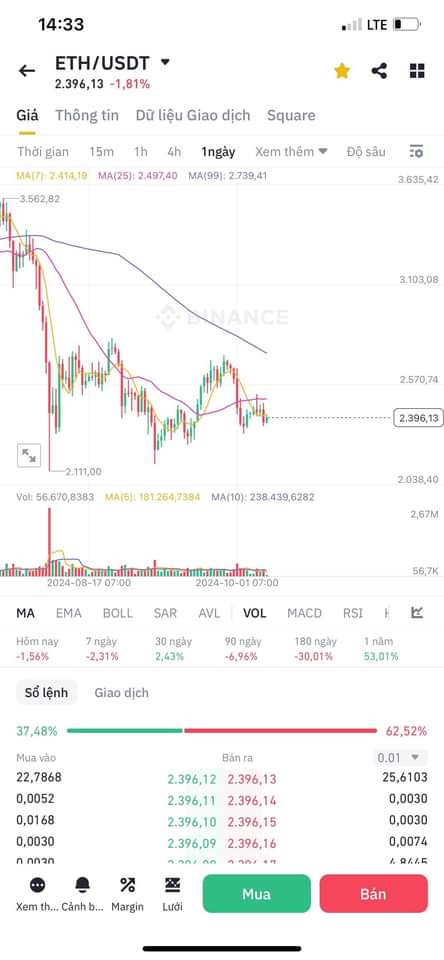 14:33 LTE
ETH/USDT
2.396,13 -1,81%
Giá Thông tin Dữ liệu Giao dịch Square
Thời gian 15m 1h 4h 1ngày Xem thêm Độ sâu
MA(7): 2.414,19 MA(25): 2.497,40 MA(99): 2.739,41
3.635,42
3.562,82
3.103,08
BINANCE
2.570,74
2.396,13
2.111,00
2.038,40
Vol: 56.670,8383 MA(5): 181.264,7384 MA(10): 238.439,6282
2,67M
56,7K
2024-08-17 07:00 2024-10-01 07:00
MA EMA BOLL SAR AVL VOL MACD RSI
Hôm nay 7 ngày 30 ngày 90 ngày 180 ngày 1 năm
-1,56% -2,31% 2,43% -6,96% -30,01% 53,01%
Sổ lệnh Giao dịch
37,48% 62,52%
Mua vào Bán ra 0.01
22,7868 2.396,12 2.396,13 25,6103
0,0052 2.396,11 2.396,14 0,0030
0,0168 2.396,10 2.396,15 0,0030
0,0030 2.396,09 2.396,16 0,0074
Xem th... Cảnh b... Margin Lưới Mua Bán